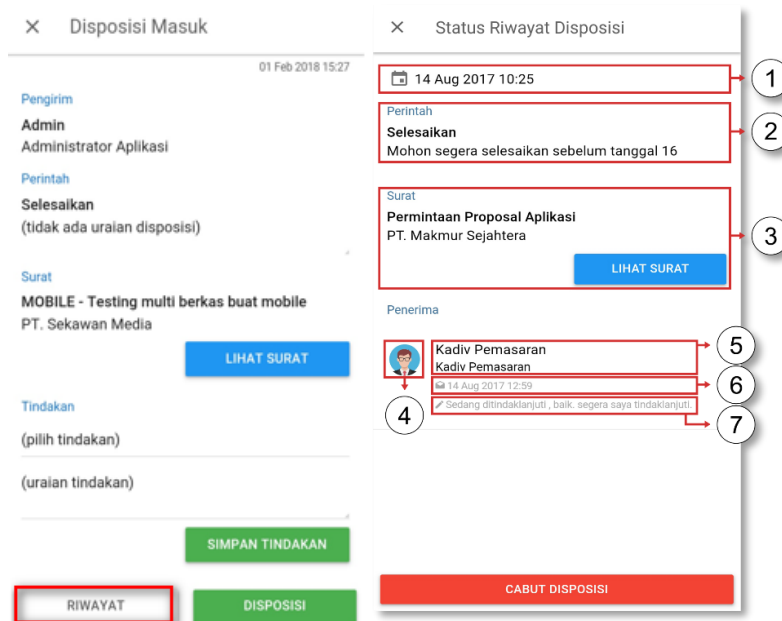 Disposisi Masuk
01 Feb 2018 15:27
Pengirim
Admin
Administrator Aplikasi
Perintah
Selesaikan
(tidak ada uraian disposisi)
Surat
MOBILE - Testing multi berkas buat mobile
PT. Sekawan Media
LIHAT SURAT
Tindakan
(pilih tindakan)
(uraian tindakan)
SIMPAN TINDAKAN
RIWAYAT
DISPOSISI
Status Riwayat Disposisi
14 Aug 2017 10:25
1
Perintah
Selesaikan
Mohon segera selesaikan sebelum tanggal 16
2
Surat
Permintaan Proposal Aplikasi
PT. Makmur Sejahtera
3
LIHAT SURAT
Penerima
Kadiv Pemasaran
Kadiv Pemasaran
5
14 Aug 2017 12:59
6
4
Sedang ditindaklanjuti , baik. segera saya tindaklanjuti.
7
CABUT DISPOSISI